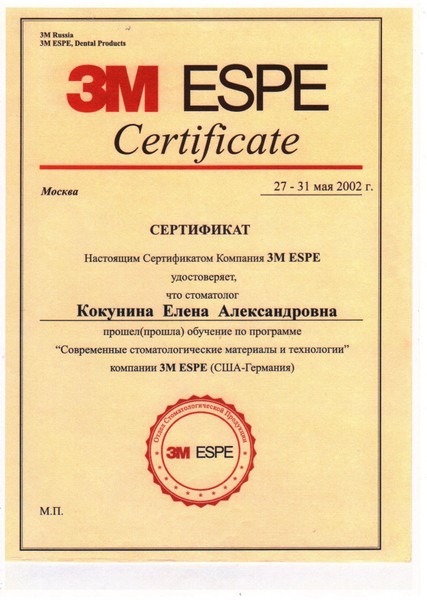 3M Russia
3M ESPE, Dental Products
3M ESPE
Certificate
Москва
27 - 31 мая 2002 г.
СЕРТИФИКАТ
Настоящим Сертификатом Компания 3M ESPE
удостоверяет,
что стоматолог
Кокунина Елена Александровна
прошел(прошла) обучение по программе
“Современные стоматологические материалы и технологии”
компании 3M ESPE (США-Германия)
Отдел Стоматологической Продукции
3M ESPE
М.П.